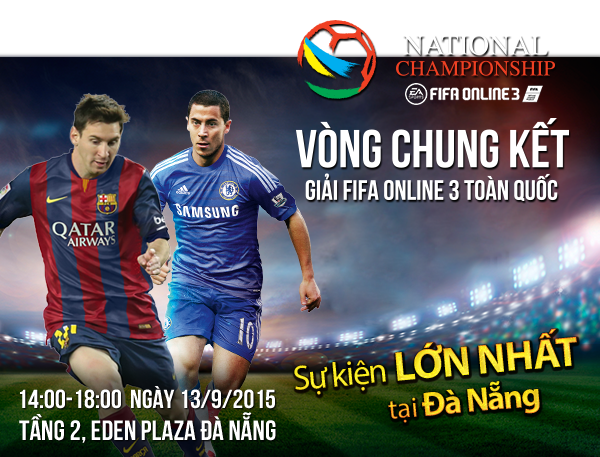 NATIONAL
CHAMPIONSHIP
EA SPORTS FIFA ONLINE 3
VÒNG CHUNG KẾT
GIẢI FIFA ONLINE 3 TOÀN QUỐC
QATAR
AIRWAYS
SAMSUNG
10
Sự kiện LỚN NHẤT
tại Đà Nẵng
14:00-18:00 NGÀY 13/9/2015
TẦNG 2, EDEN PLAZA ĐÀ NẴNG